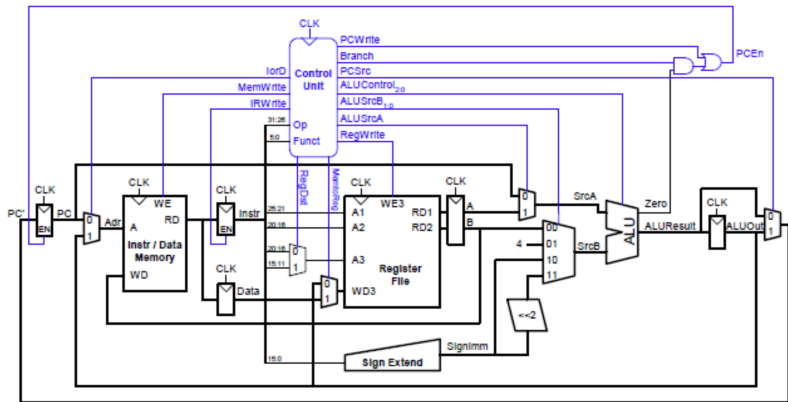 CLK
PCWrite
Branch
PCEn
IorD
Control
Unit
PCSrc
MemWrite
ALUControl2:0
IRWrite
ALUSrcB1:0
31:26
Op
ALUSrcA
5:0
Funct
RegWrite
RegDst
MemtoReg
CLK
CLK
CLK
CLK
CLK
CLK
PC'
PC
EN
0
1
Adr
WE
A
RD
Instr / Data
Memory
WD
EN
Instr
25:21
20:16
20:16
15:11
0
1
A1
A2
A3
WD3
WE3
RD1
RD2
Register
File
A
B
0
1
SrcA
4
00
01
10
11
SrcB
ALU
Zero
ALUResult
CLK
ALUOut
0
1
CLK
Data
0
1
<<2
SignImm
15:0
Sign Extend